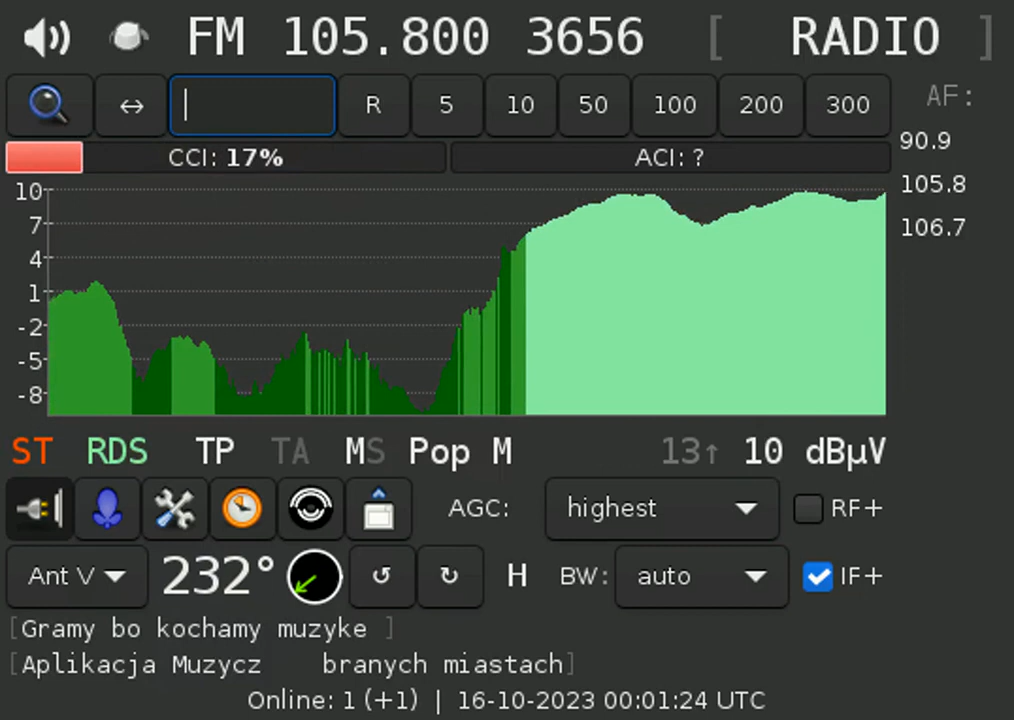 FM 105.800 3656 [ RADIO ]
↔ R 5 10 50 100 200 300 AF:
CCI: 17% ACI: ?
90.9
105.8
106.7
10
7
4
1
-2
-5
-8
ST RDS TP TA MS Pop M 13↑ 10 dBµV
AGC: highest RF+
Ant V 232° ↺ ↻ H BW: auto IF+
[Gramy bo kochamy muzyke ]
[Aplikacja Muzycz branych miastach]
Online: 1 (+1) | 16-10-2023 00:01:24 UTC